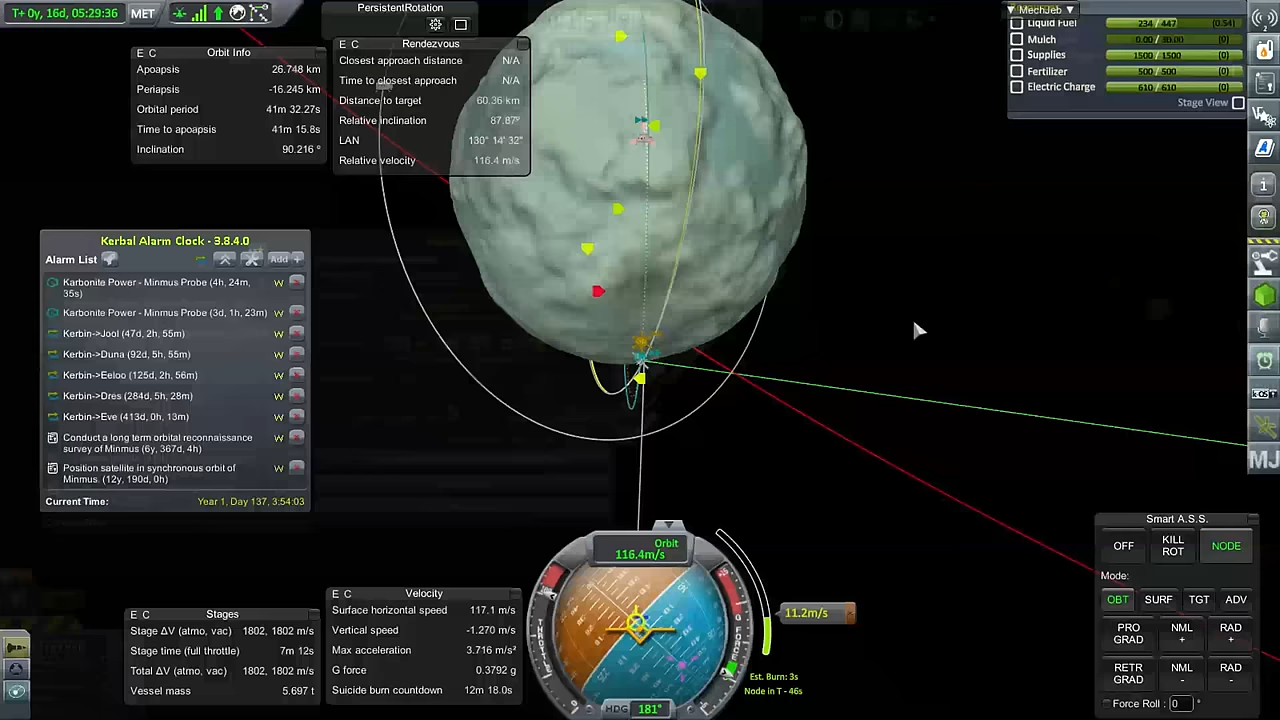 T+ 0y, 16d, 05:29:36 MET
PersistentRotation
MechJeb
Liquid Fuel 234 / 447 (0.54)
Mulch 0.00 / 30.00 (0)
Supplies 1500 / 1500 (0)
Fertilizer 500 / 500 (0)
Electric Charge 610 / 610 (0)
Stage View
E C Orbit Info
Apoapsis 26.748 km
Periapsis -16.245 km
Orbital period 41m 32.27s
Time to apoapsis 41m 15.8s
Inclination 90.216 °
E C Rendezvous
Closest approach distance N/A
Time to closest approach N/A
Distance to target 60.36 km
Relative inclination 87.87º
LAN 130° 14' 32"
Relative velocity 116.4 m/s
Kerbal Alarm Clock - 3.8.4.0
Alarm List Add +
Karbonite Power - Minmus Probe (4h, 24m, 35s) W
Karbonite Power - Minmus Probe (3d, 1h, 23m) W
Kerbin->Jool (47d, 2h, 55m) W
Kerbin->Duna (92d, 5h, 55m) W
Kerbin->Eeloo (125d, 2h, 56m) W
Kerbin->Dres (284d, 5h, 28m) W
Kerbin->Eve (413d, 0h, 13m) W
Conduct a long term orbital reconnaissance
survey of Minmus (6y, 367d, 4h) W
Position satellite in synchronous orbit of
Minmus. (12y, 190d, 0h) W
Current Time: Year 1, Day 137, 3:54:03
E C Stages
Stage ΔV (atmo, vac) 1802, 1802 m/s
Stage time (full throttle) 7m 12s
Total ΔV (atmo, vac) 1802, 1802 m/s
Vessel mass 5.697 t
E C Velocity
Surface horizontal speed 117.1 m/s
Vertical speed -1.270 m/s
Max acceleration 3.716 m/s²
G force 0.3792 g
Suicide burn countdown 12m 18.0s
Orbit
116.4m/s
THROTTLE
G FORCE
HDG 181°
11.2m/s
Est. Burn: 3s
Node in T - 46s
Smart A.S.S.
OFF KILL ROT NODE
Mode:
OBT SURF TGT ADV
PRO GRAD NML + RAD +
RETR GRAD NML - RAD -
Force Roll : 0 °
kOS
MJ